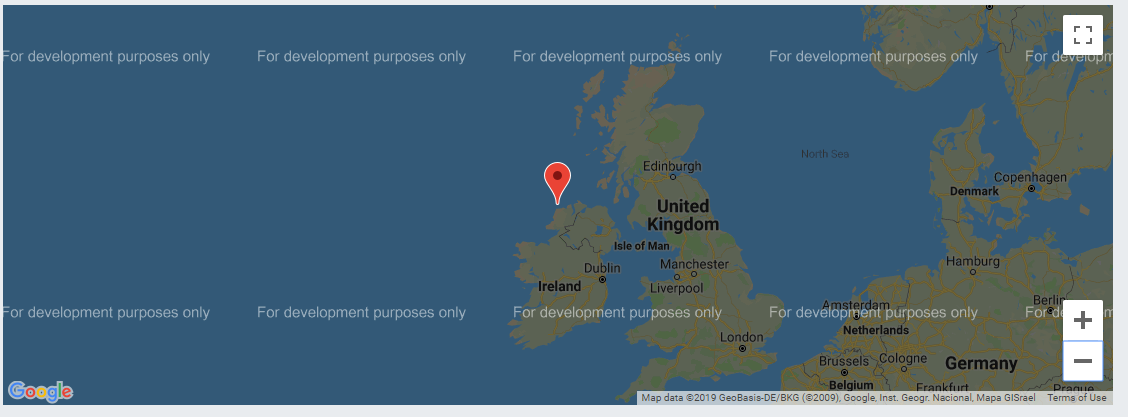 For development purposes only
For development purposes only
For development purposes only
For development purposes only
For developm
Edinburgh
North Sea
Copenhagen
Denmark
United
Kingdom
Isle of Man
Dublin
Manchester
Hamburg
Ireland
Liverpool
Berlin
Amsterdam
For development purposes only
For development purposes only
For development purposes only
For development purposes only
For de
Netherlands
London
Brussels
Cologne
Germany
Belgium
Frankfurt
Prague
Google
Map data ©2019 GeoBasis-DE/BKG (©2009), Google, Inst. Geogr. Nacional, Mapa GISrael
Terms of Use